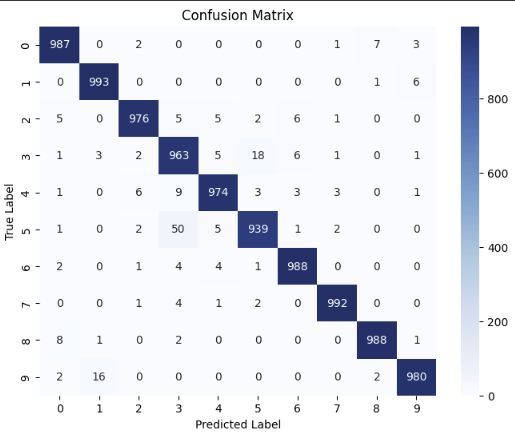 Confusion Matrix
0 987 0 2 0 0 0 0 1 7 3
1 0 993 0 0 0 0 0 0 1 6
2 5 0 976 5 5 2 6 1 0 0
3 1 3 2 963 5 18 6 1 0 1
4 1 0 6 9 974 3 3 3 0 1
5 1 0 2 50 5 939 1 2 0 0
6 2 0 1 4 4 1 988 0 0 0
7 0 0 1 4 1 2 0 992 0 0
8 8 1 0 2 0 0 0 0 988 1
9 2 16 0 0 0 0 0 0 2 980
0 1 2 3 4 5 6 7 8 9
Predicted Label
True Label
800
600
400
200
0